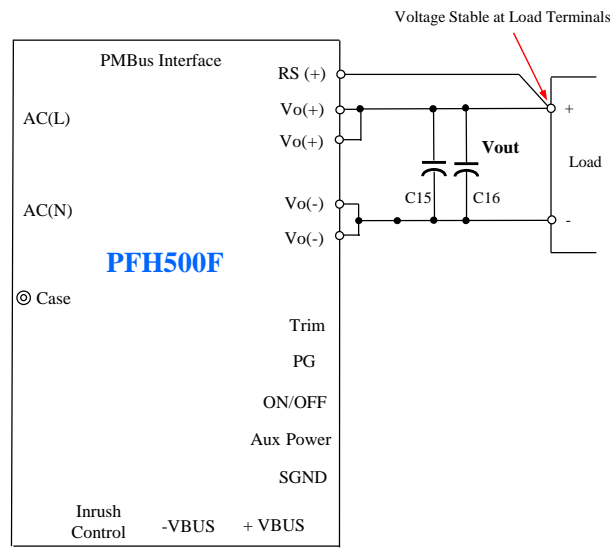 Voltage Stable at Load Terminals
PMBus Interface
RS (+)
AC(L)
Vo(+)
Vo(+)
+
Vout
Load
C15
C16
AC(N)
Vo(-)
Vo(-)
-
PFH500F
Case
Trim
PG
ON/OFF
Aux Power
SGND
Inrush
Control
-VBUS
+ VBUS